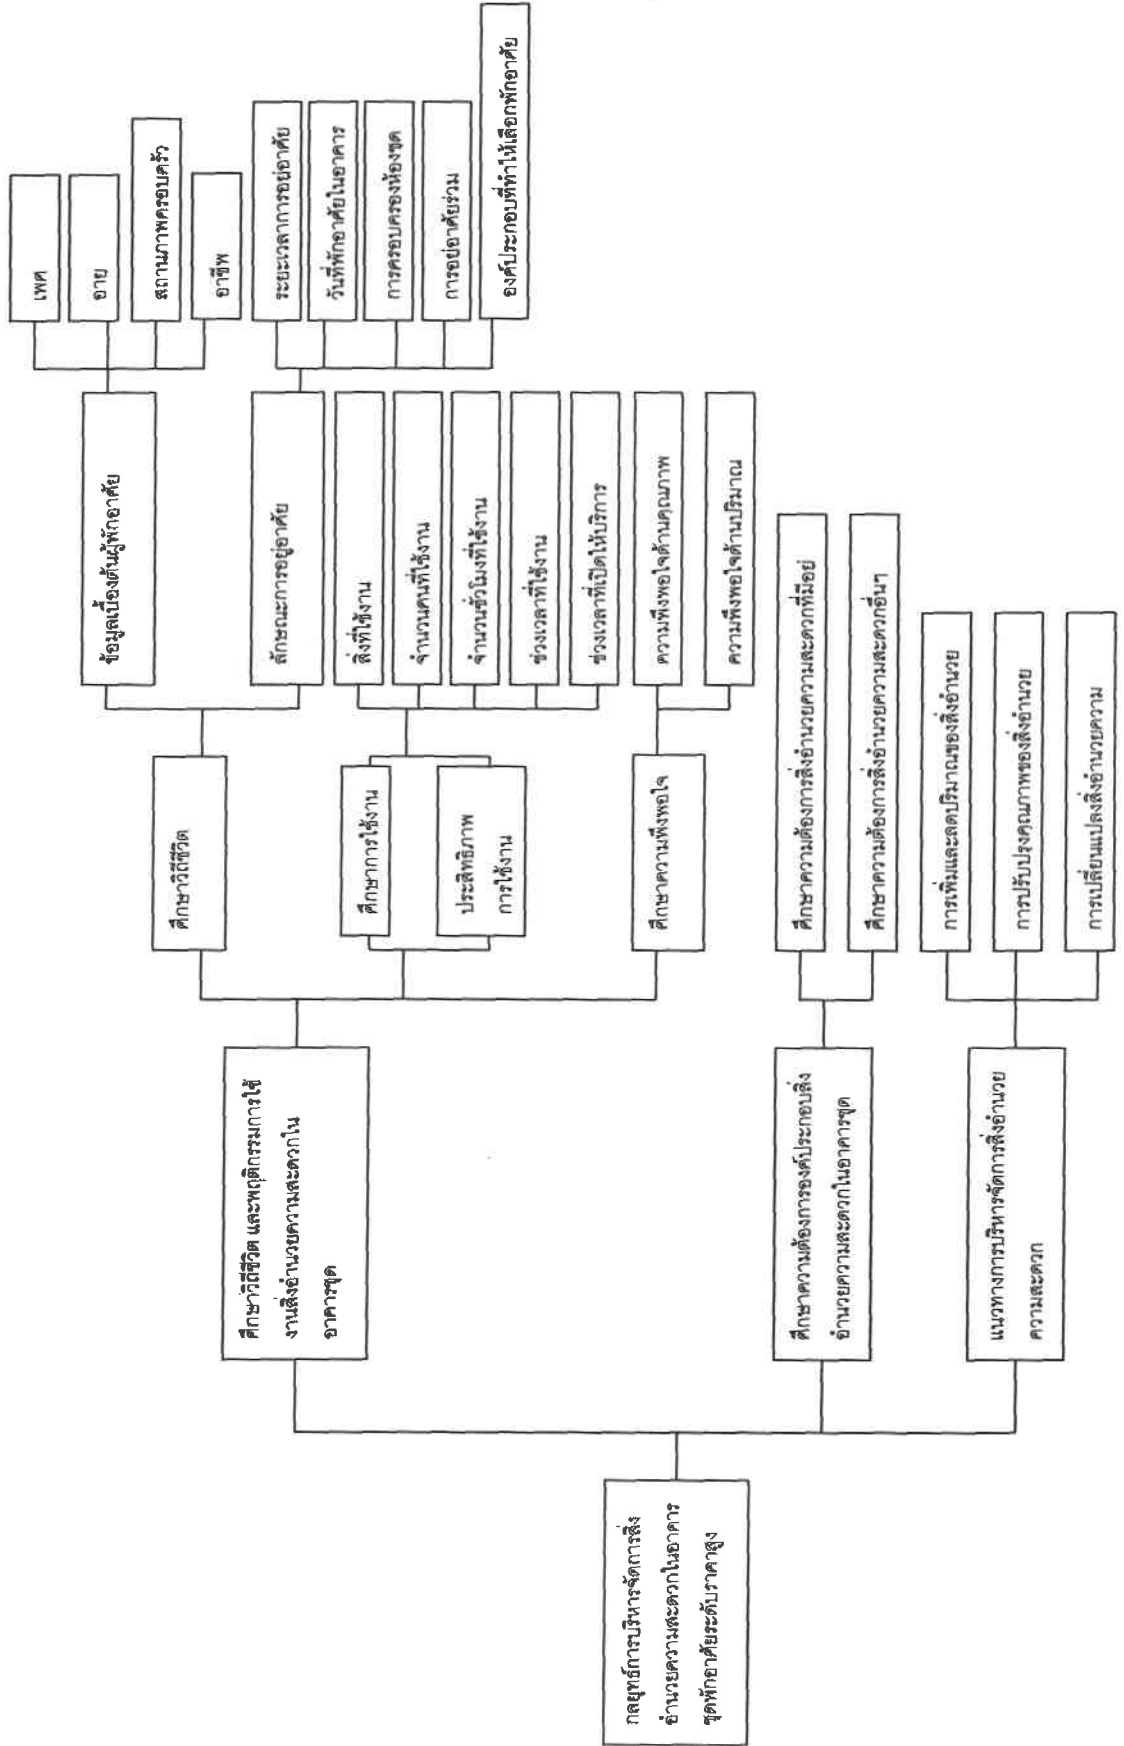 กลยุทธ์การบริหารจัดการสิ่ง
อำนวยความสะดวกในอาคาร
ชุดพักอาศัยระดับราคาสูง
ศึกษาวิถีชีวิต และพฤติกรรมการใช้
งานสิ่งอำนวยความสะดวกใน
อาคารชุด
ศึกษาวิถีชีวิต
ข้อมูลเบื้องต้นผู้พักอาศัย
เพศ
อายุ
สถานภาพครอบครัว
อาชีพ
ลักษณะการอยู่อาศัย
ระยะเวลาการอยู่อาศัย
วันที่พักอาศัยในอาคาร
การครอบครองห้องชุด
การอยู่อาศัยร่วม
องค์ประกอบที่ทำให้เลือกพักอาศัย
ศึกษาการใช้งาน
ประสิทธิภาพ
การใช้งาน
สิ่งที่ใช้งาน
จำนวนคนที่ใช้งาน
จำนวนชั่วโมงที่ใช้งาน
ช่วงเวลาที่ใช้งาน
ช่วงเวลาที่เปิดให้บริการ
ศึกษาความพึงพอใจ
ความพึงพอใจด้านคุณภาพ
ความพึงพอใจด้านปริมาณ
ศึกษาความต้องการองค์ประกอบสิ่ง
อำนวยความสะดวกในอาคารชุด
ศึกษาความต้องการสิ่งอำนวยความสะดวกที่มีอยู่
ศึกษาความต้องการสิ่งอำนวยความสะดวกอื่นๆ
แนวทางการบริหารจัดการสิ่งอำนวย
ความสะดวก
การเพิ่มและลดปริมาณของสิ่งอำนวย
การปรับปรุงคุณภาพของสิ่งอำนวย
การเปลี่ยนแปลงสิ่งอำนวยความ